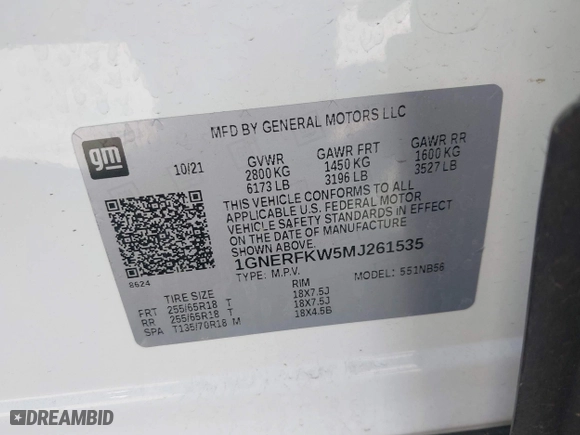 MFD BY GENERAL MOTORS LLC
gm
10/21 GVWR GAWR FRT GAWR RR
2800 KG 1450 KG 1600 KG
6173 LB 3196 LB 3527 LB
THIS VEHICLE CONFORMS TO ALL
APPLICABLE U.S. FEDERAL MOTOR
VEHICLE SAFETY STANDARDS IN EFFECT
ON THE DATE OF MANUFACTURE
SHOWN ABOVE.
1GNERFKW5MJ261535
TYPE: M.P.V. MODEL: 551NB56
8624
TIRE SIZE RIM
FRT 255/65R18 T 18X7.5J
RR 255/65R18 T 18X7.5J
SPA T135/70R18 M 18X4.5B
DREAMBID